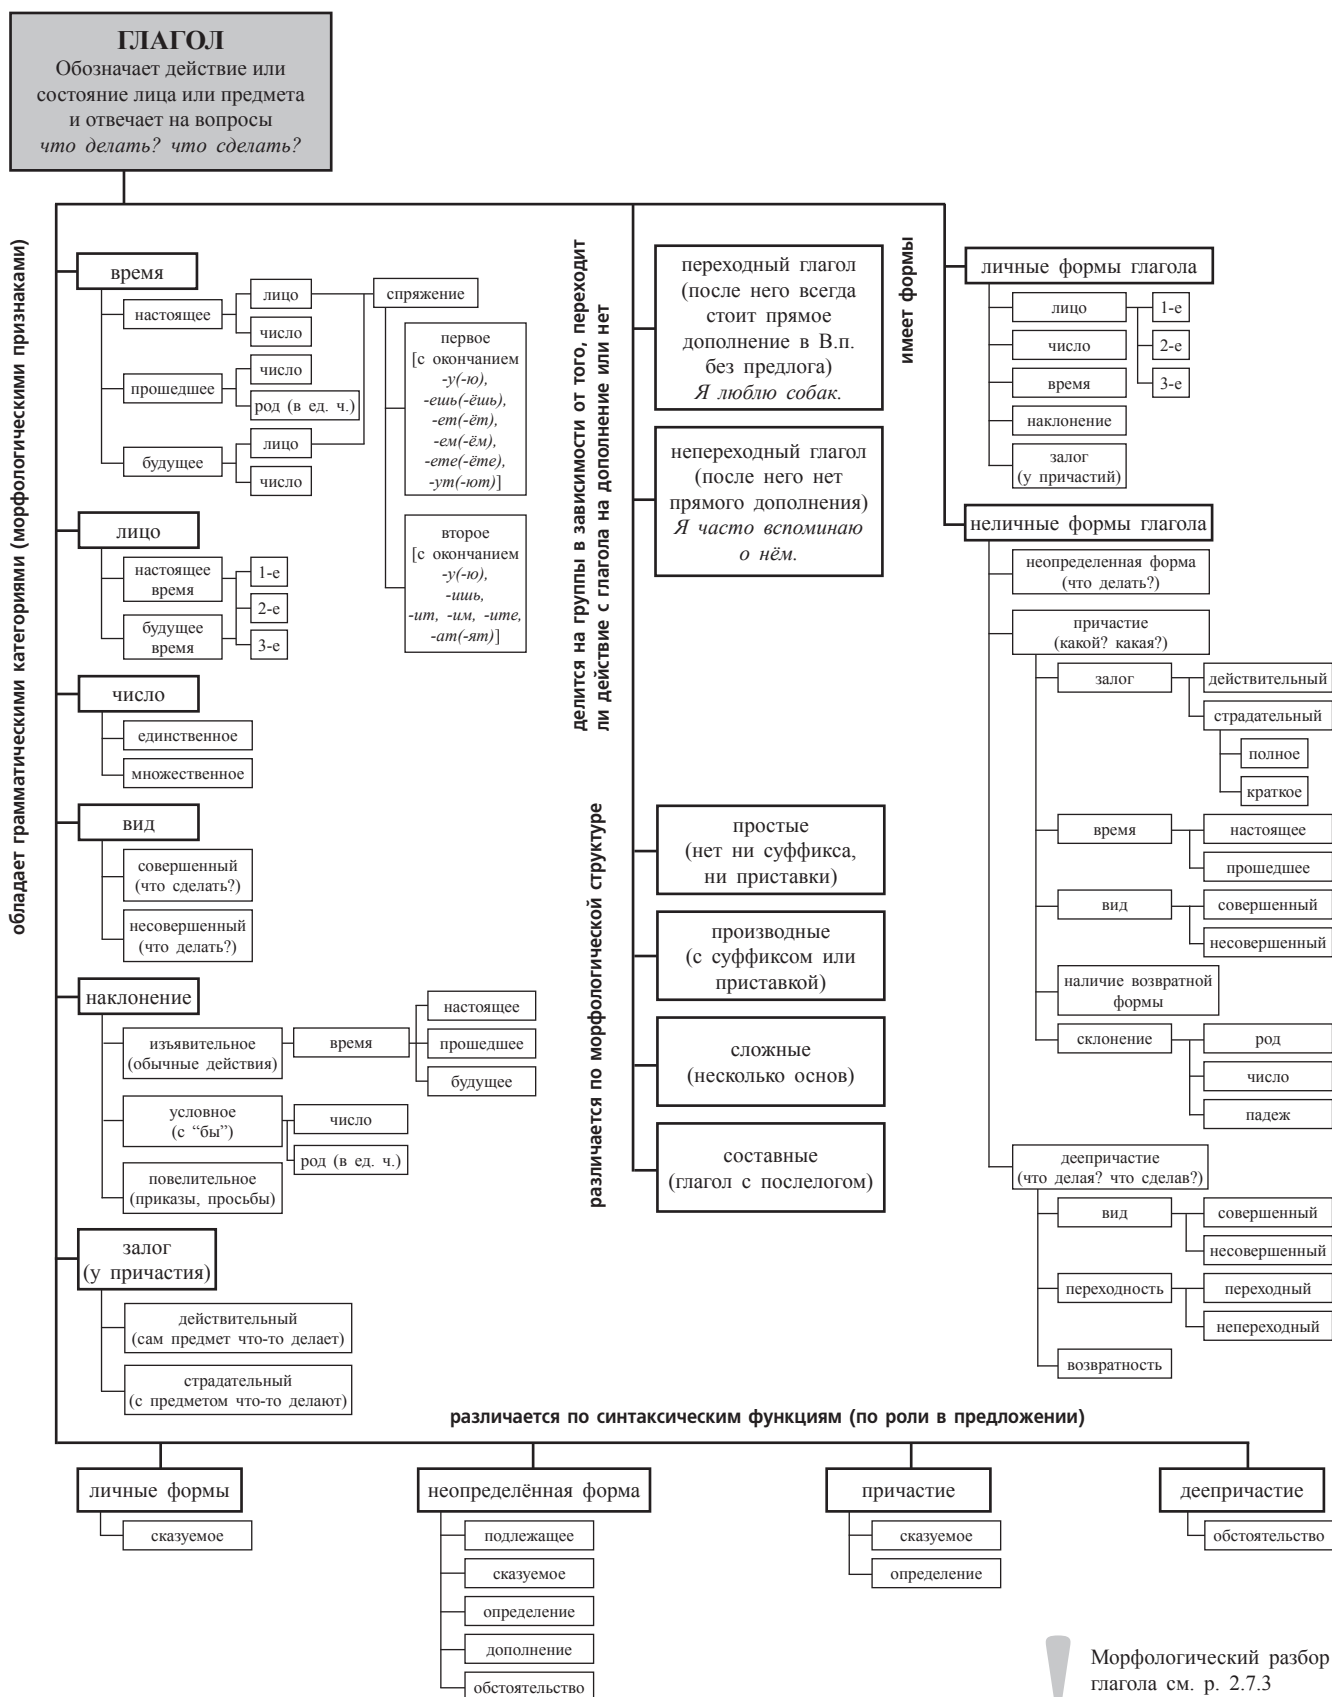 ГЛАГОЛ
Обозначает действие или
состояние лица или предмета
и отвечает на вопросы
что делать? что сделать?
обладает грамматическими категориями (морфологическими признаками)
время
настоящее
лицо
число
прошедшее
число
род (в ед. ч.)
будущее
лицо
число
спряжение
первое
[с окончанием
-у(-ю),
-ешь(-ёшь),
-ет(-ёт),
-ем(-ём),
-ете(-ёте),
-ут(-ют)]
второе
[с окончанием
-у(-ю),
-ишь,
-ит, -им, -ите,
-ат(-ят)]
лицо
настоящее
время
будущее
время
1-е
2-е
3-е
число
единственное
множественное
вид
совершенный
(что сделать?)
несовершенный
(что делать?)
наклонение
изъявительное
(обычные действия)
время
настоящее
прошедшее
будущее
условное
(с “бы”)
число
род (в ед. ч.)
повелительное
(приказы, просьбы)
залог
(у причастия)
действительный
(сам предмет что-то делает)
страдательный
(с предметом что-то делают)
делится на группы в зависимости от того, переходит
ли действие с глагола на дополнение или нет
переходный глагол
(после него всегда
стоит прямое
дополнение в В.п.
без предлога)
Я люблю собак.
непереходный глагол
(после него нет
прямого дополнения)
Я часто вспоминаю
о нём.
различается по морфологической структуре
простые
(нет ни суффикса,
ни приставки)
производные
(с суффиксом или
приставкой)
сложные
(несколько основ)
составные
(глагол с послелогом)
имеет формы
личные формы глагола
лицо
1-е
2-е
3-е
число
время
наклонение
залог
(у причастий)
неличные формы глагола
неопределенная форма
(что делать?)
причастие
(какой? какая?)
залог
действительный
страдательный
полное
краткое
время
настоящее
прошедшее
вид
совершенный
несовершенный
наличие возвратной
формы
склонение
род
число
падеж
деепричастие
(что делая? что сделав?)
вид
совершенный
несовершенный
переходность
переходный
непереходный
возвратность
различается по синтаксическим функциям (по роли в предложении)
личные формы
сказуемое
неопределённая форма
подлежащее
сказуемое
определение
дополнение
обстоятельство
причастие
сказуемое
определение
деепричастие
обстоятельство
Морфологический разбор
глагола см. р. 2.7.3